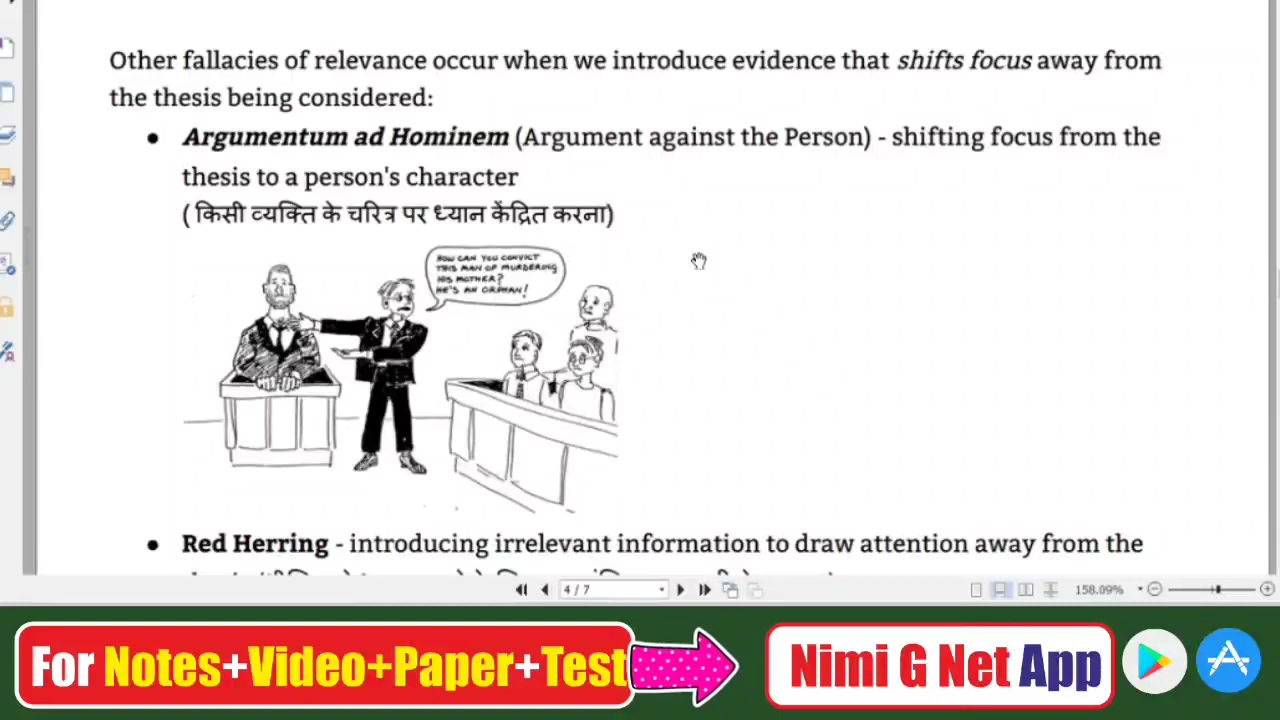 Other fallacies of relevance occur when we introduce evidence that shifts focus away from
the thesis being considered:
● Argumentum ad Hominem (Argument against the Person) - shifting focus from the
thesis to a person's character
( किसी व्यक्ति के चरित्र पर ध्यान केंद्रित करना)
HOW CAN YOU CONVICT
THIS MAN OF MURDERING
HIS MOTHER?
HE'S AN ORPHAN!
● Red Herring - introducing irrelevant information to draw attention away from the
4 / 7
158.09%
For Notes+Video+Paper+Test
Nimi G Net App